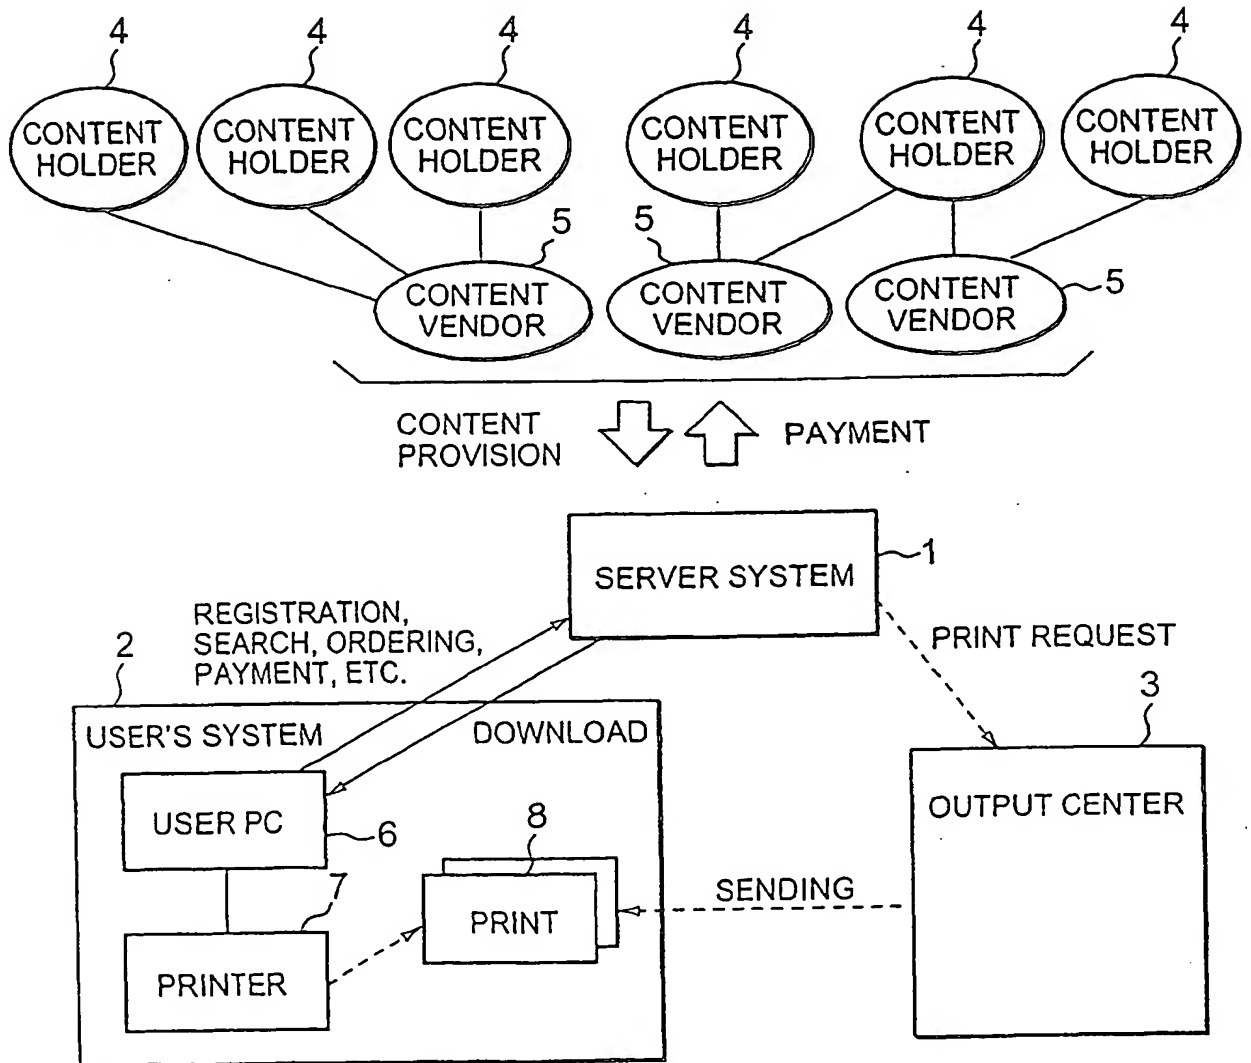 4 4 4 4 4 4
CONTENT HOLDER
CONTENT HOLDER
CONTENT HOLDER
CONTENT HOLDER
CONTENT HOLDER
CONTENT HOLDER
5 5
CONTENT VENDOR
CONTENT VENDOR
CONTENT VENDOR
5
CONTENT
PROVISION
PAYMENT
SERVER SYSTEM
1
REGISTRATION,
SEARCH, ORDERING,
PAYMENT, ETC.
PRINT REQUEST
2
3
USER'S SYSTEM
DOWNLOAD
USER PC
6
OUTPUT CENTER
8
7
PRINT
SENDING
PRINTER